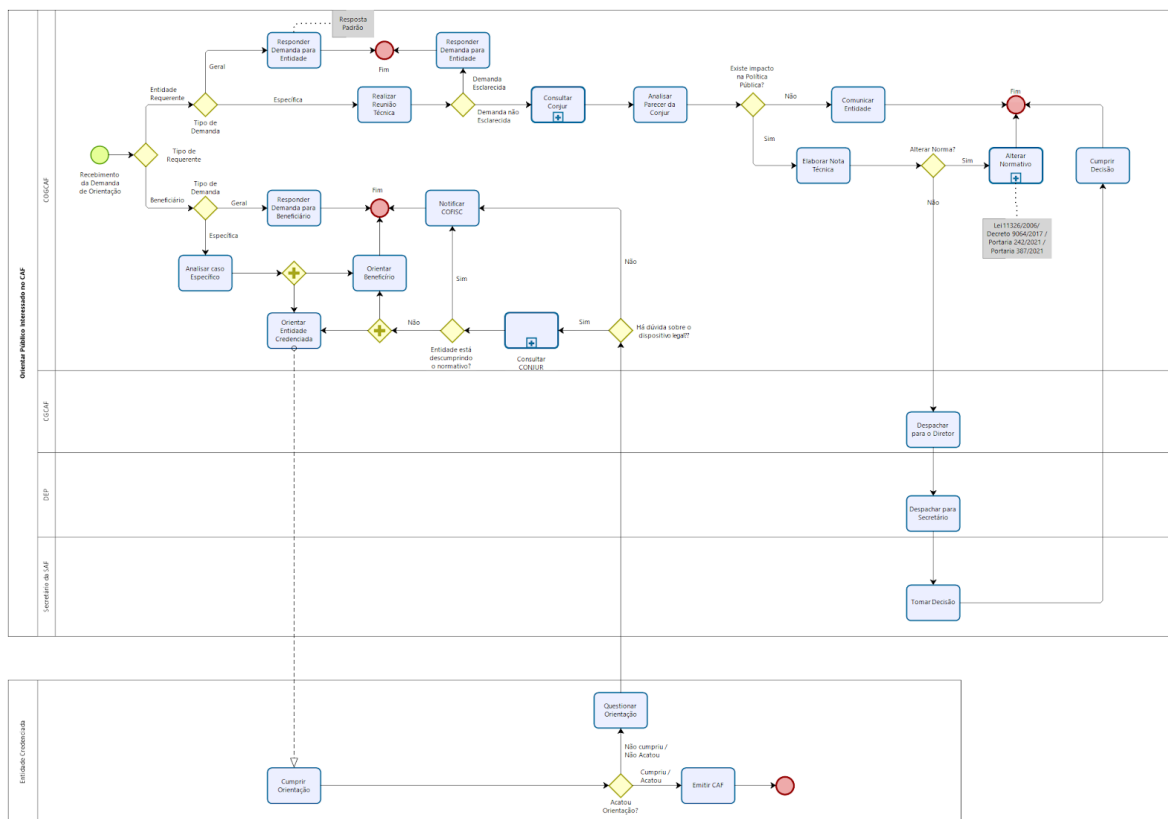 Orientar Público Interessado no CAF
COGCAF
CGCAF
DEP
Secretário da SAF
Resposta
Padrão
Responder
Demanda para
Entidade
Fim
Responder
Demanda para
Entidade
Geral
Entidade
Requerente
Tipo de
Demanda
Específica
Realizar
Reunião
Técnica
Demanda
Esclarecida
Demanda não
Esclarecida
Consultar
Conjur
Analisar
Parecer da
Conjur
Existe impacto
na Política
Pública?
Não
Comunicar
Entidade
Fim
Sim
Elaborar Nota
Técnica
Alterar Norma?
Sim
Alterar
Normativo
Não
Cumprir
Decisão
Lei 11326/2006/
Decreto 9064/2017 /
Portaria 242/2021 /
Portaria 387/2021
Recebimento
da Demanda
de Orientação
Tipo de
Requerente
Beneficiário
Tipo de
Demanda
Geral
Responder
Demanda para
Beneficiário
Fim
Notificar
COFISC
Específica
Analisar caso
Específico
Orientar
Beneficírio
Sim
Não
Orientar
Entidade
Credenciada
Não
Entidade está
descumprindo
o normativo?
Consultar
CONJUR
Sim
Há dúvida sobre o
dispositivo legal?
Despachar
para o Diretor
Despachar para
Secretário
Tomar Decisão
Entidade Credenciada
Questionar
Orientação
Não cumpriu /
Não Acatou
Cumprir
Orientação
Acatou
Orientação?
Cumpriu /
Acatou
Emitir CAF